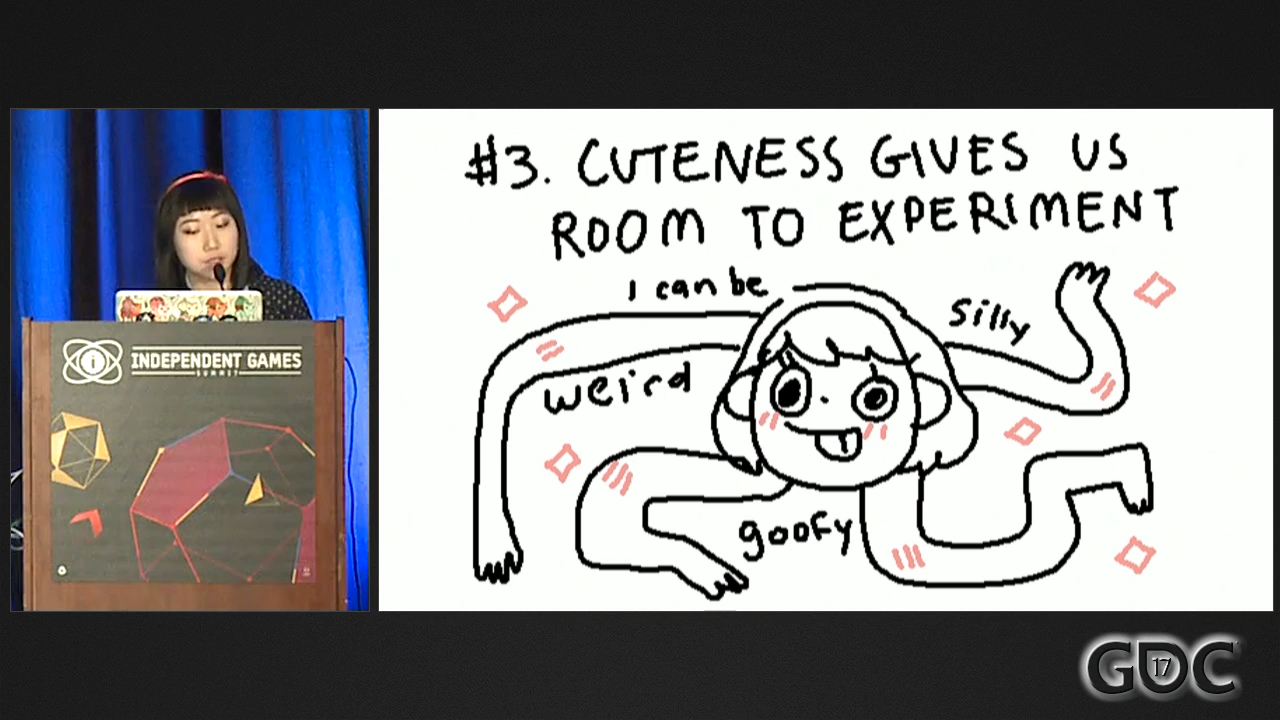 #3. CUTENESS GIVES US
ROOM TO EXPERIMENT
i can be
silly
weird
goofy
INDEPENDENT GAMES
SUMMIT
GDC
17